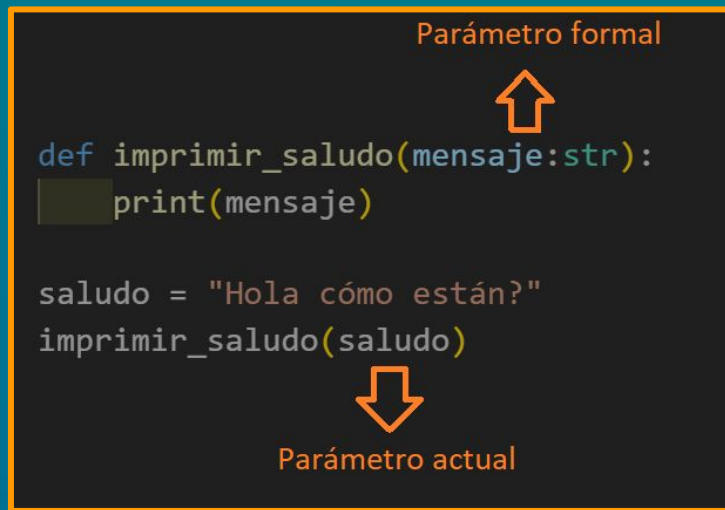 Parámetro formal
def imprimir_saludo(mensaje:str):
    print(mensaje)
saludo = "Hola cómo están?"
imprimir_saludo(saludo)
Parámetro actual